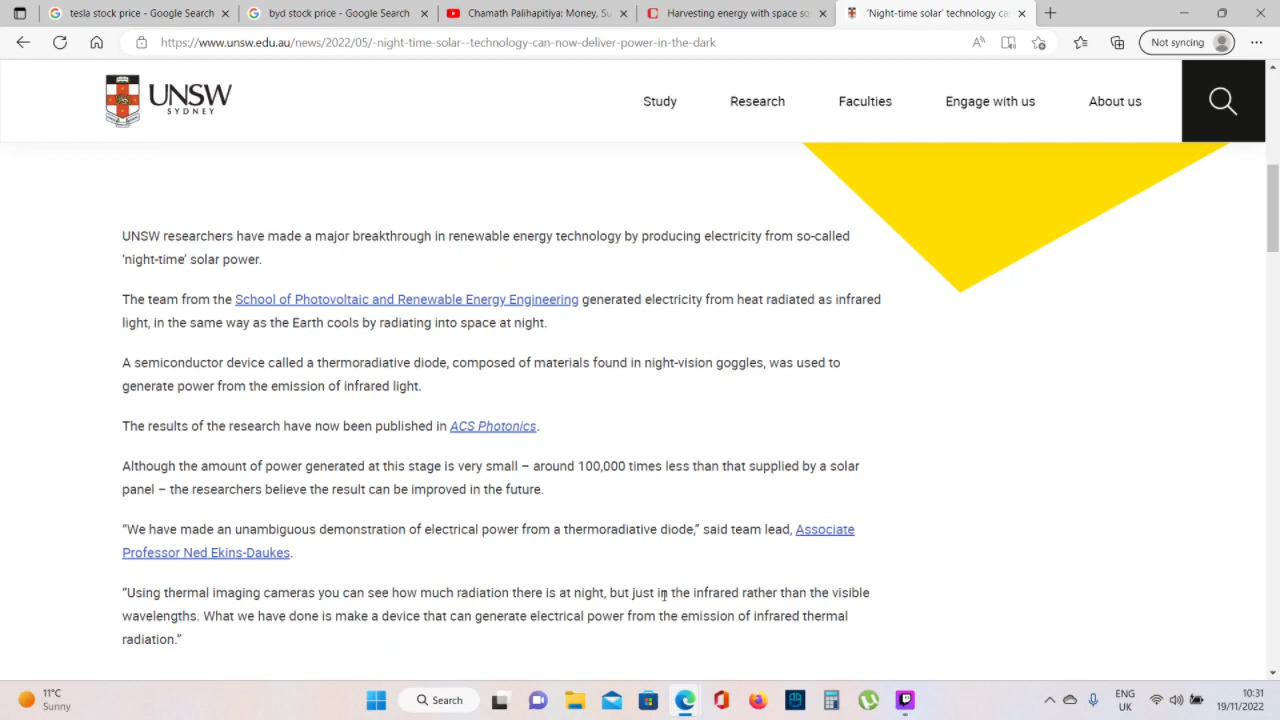 tesla stock price - Google Search
byd stock price - Google Search
Chamath Palihapitiya: Money, Su
Harvesting energy with space so
'Night-time solar' technology ca
https://www.unsw.edu.au/news/2022/05/-night-time-solar--technology-can-now-deliver-power-in-the-dark
Not syncing
UNSW
SYDNEY
Study
Research
Faculties
Engage with us
About us
UNSW researchers have made a major breakthrough in renewable energy technology by producing electricity from so-called
‘night-time’ solar power.
The team from the School of Photovoltaic and Renewable Energy Engineering generated electricity from heat radiated as infrared
light, in the same way as the Earth cools by radiating into space at night.
A semiconductor device called a thermoradiative diode, composed of materials found in night-vision goggles, was used to
generate power from the emission of infrared light.
The results of the research have now been published in ACS Photonics.
Although the amount of power generated at this stage is very small – around 100,000 times less than that supplied by a solar
panel – the researchers believe the result can be improved in the future.
“We have made an unambiguous demonstration of electrical power from a thermoradiative diode,” said team lead, Associate
Professor Ned Ekins-Daukes.
“Using thermal imaging cameras you can see how much radiation there is at night, but just in the infrared rather than the visible
wavelengths. What we have done is make a device that can generate electrical power from the emission of infrared thermal
radiation.”
11°C
Sunny
Search
ENG
UK
10:31
19/11/2022